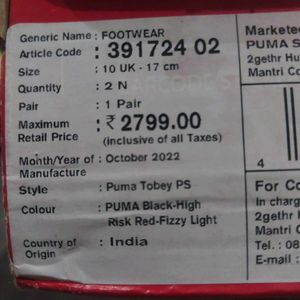 Generic Name : FOOTWEAR
Article Code : 391724 02
Size : 10 UK - 17 cm
Quantity : 2 N
Pair : 1 Pair
Maximum : ₹ 2799.00
Retail Price (inclusive of all Taxes)
Month/Year of : October 2022
Manufacture
Style : Puma Tobey PS
Colour : PUMA Black-High
Risk Red-Fizzy Light
Country of : India
Origin
Markete
PUMA S
2gethr Hu
Mantri Co
4
For Co
In charg
2gethr H
Mantri C
Tel. : 08
E-mail :